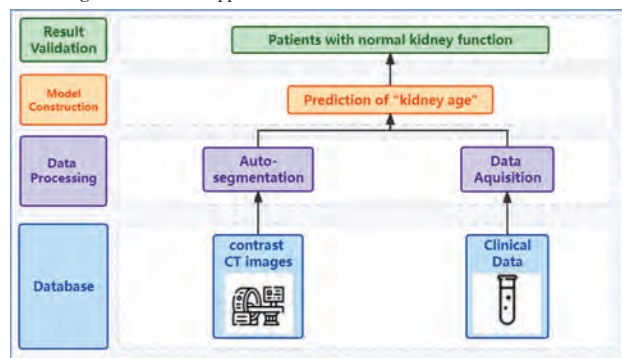 Result
Validation
Patients with normal kidney function
Model
Construction
Prediction of "kidney age"
Data
Processing
Auto-
segmentation
Data
Aquisition
Database
contrast
CT images
Clinical
Data